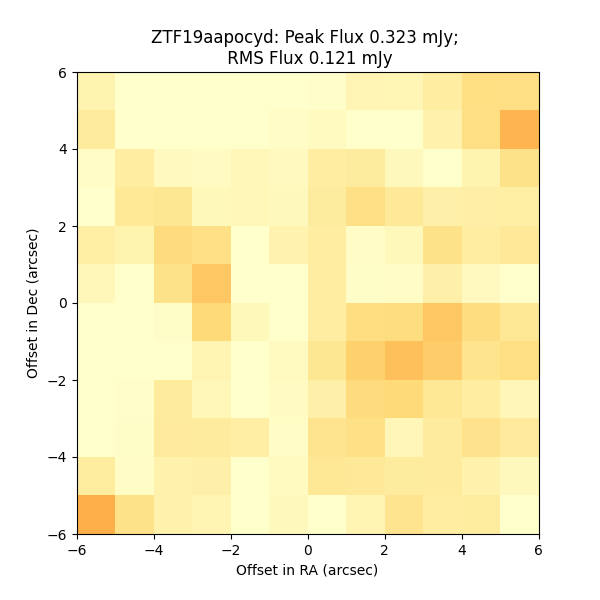 ZTF19aapocyd: Peak Flux 0.323 mJy;
RMS Flux 0.121 mJy
6
4
2
0
−2
−4
−6
Offset in Dec (arcsec)
−6 −4 −2 0 2 4 6
Offset in RA (arcsec)